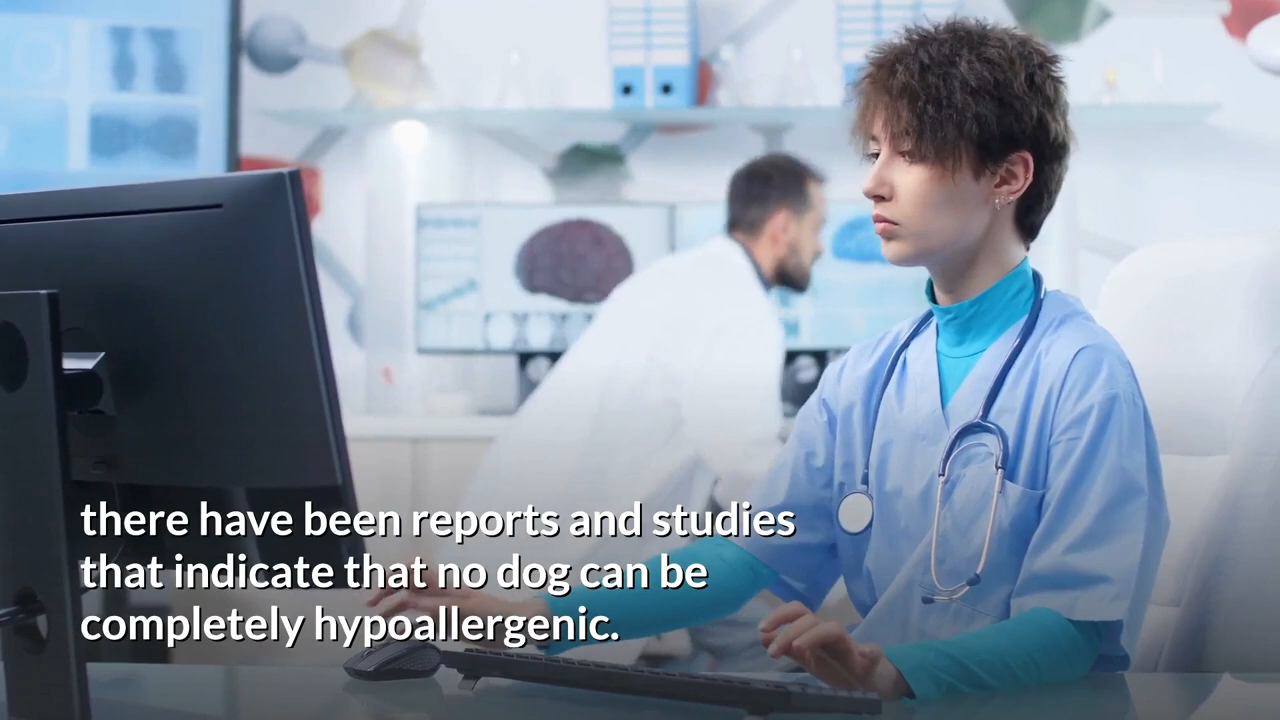 there have been reports and studies
that indicate that no dog can be
completely hypoallergenic.